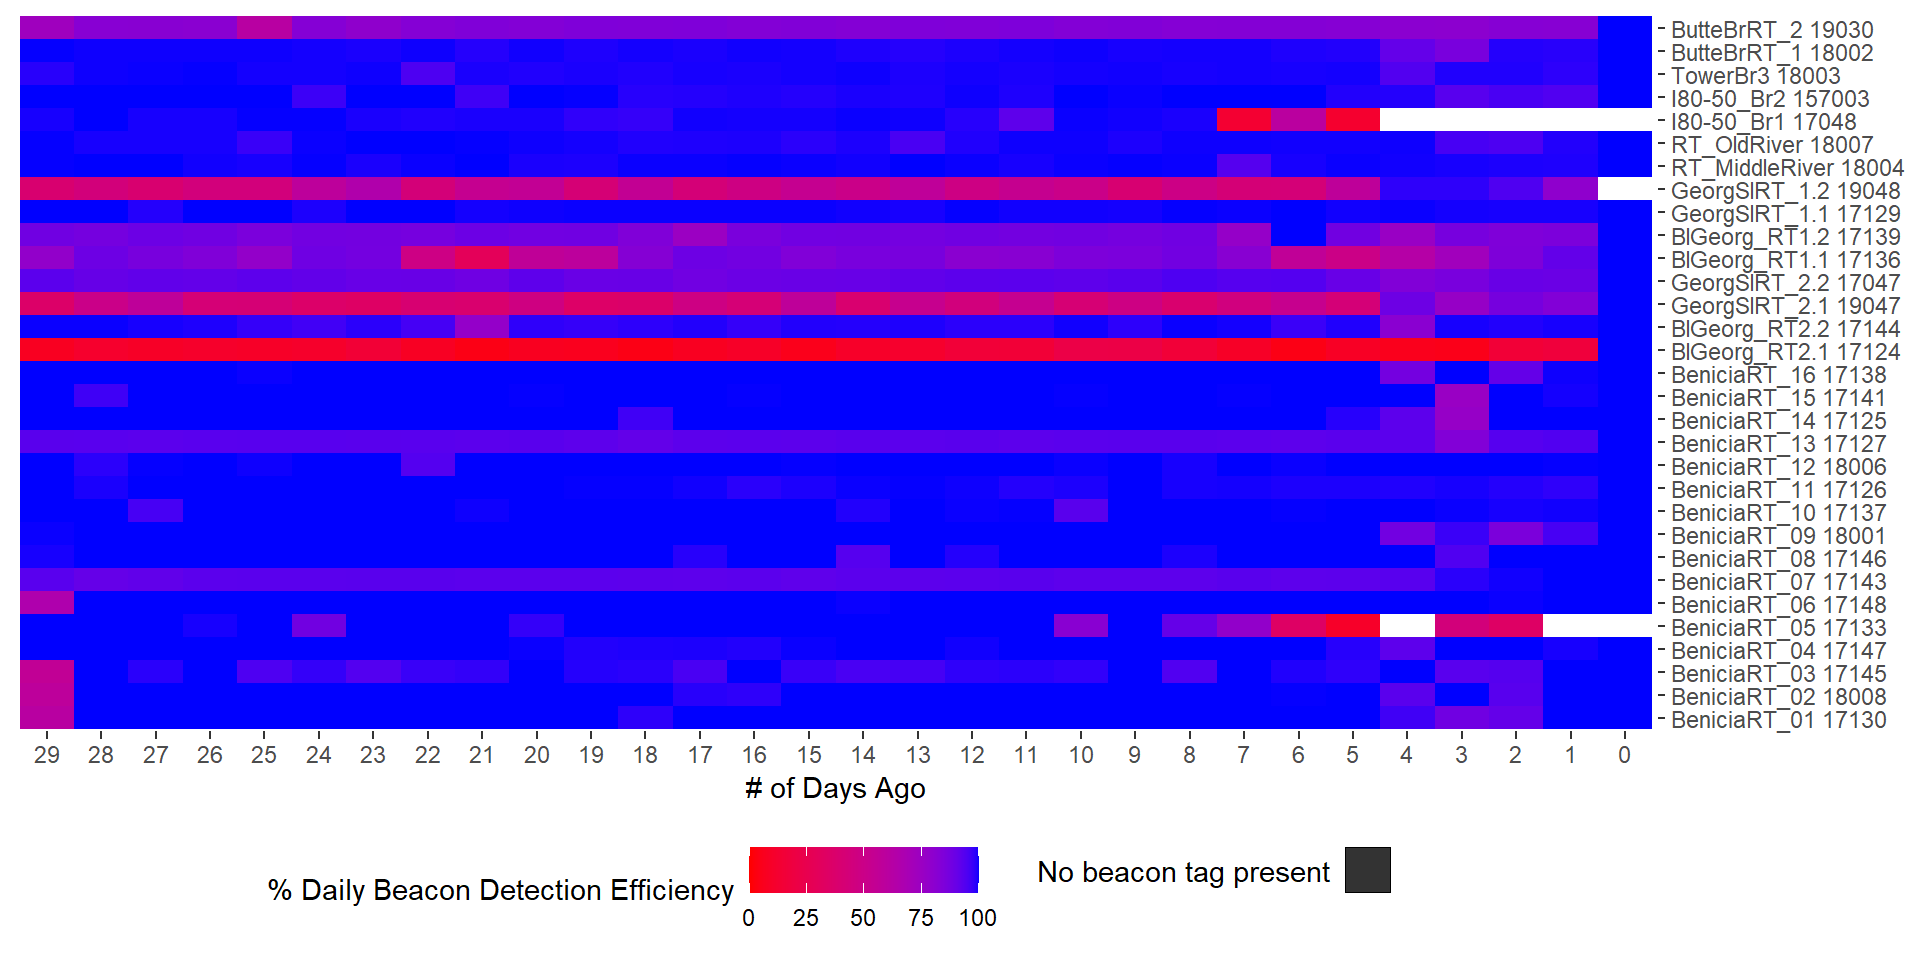 ButteBrRT_2 19030
ButteBrRT_1 18002
TowerBr3 18003
I80-50_Br2 157003
I80-50_Br1 17048
RT_OldRiver 18007
RT_MiddleRiver 18004
GeorgSlRT_1.2 19048
GeorgSlRT_1.1 17129
BlGeorg_RT1.2 17139
BlGeorg_RT1.1 17136
GeorgSlRT_2.2 17047
GeorgSlRT_2.1 19047
BlGeorg_RT2.2 17144
BlGeorg_RT2.1 17124
BeniciaRT_16 17138
BeniciaRT_15 17141
BeniciaRT_14 17125
BeniciaRT_13 17127
BeniciaRT_12 18006
BeniciaRT_11 17126
BeniciaRT_10 17137
BeniciaRT_09 18001
BeniciaRT_08 17146
BeniciaRT_07 17143
BeniciaRT_06 17148
BeniciaRT_05 17133
BeniciaRT_04 17147
BeniciaRT_03 17145
BeniciaRT_02 18008
BeniciaRT_01 17130
29 28 27 26 25 24 23 22 21 20 19 18 17 16 15 14 13 12 11 10 9 8 7 6 5 4 3 2 1 0
# of Days Ago
% Daily Beacon Detection Efficiency
0 25 50 75 100
No beacon tag present